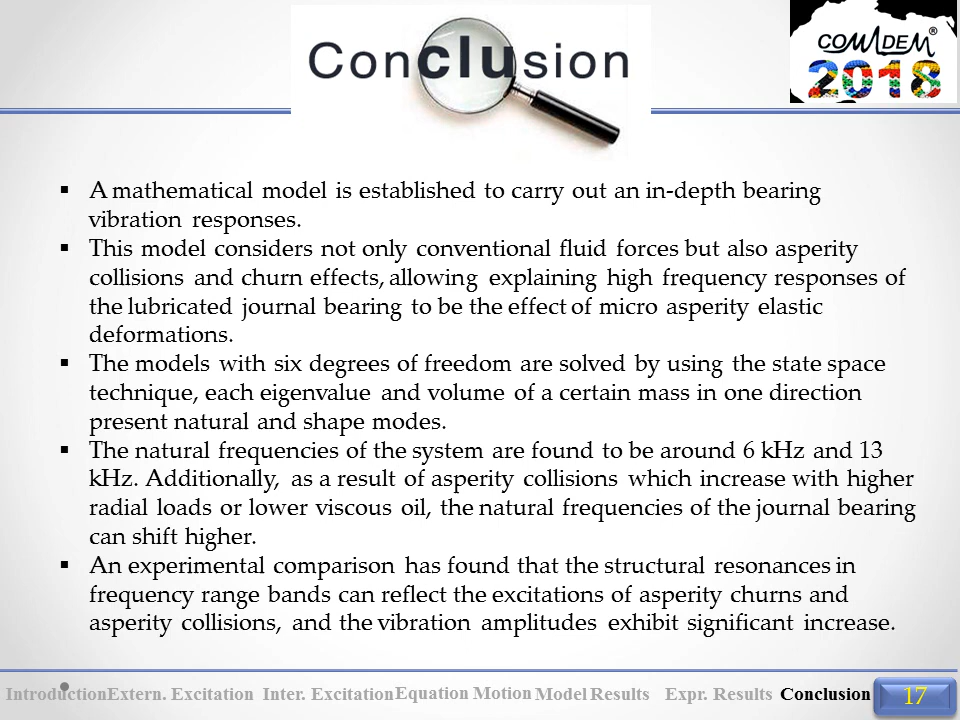 Conclusion
COMADEM®
2018
▪ A mathematical model is established to carry out an in-depth bearing
vibration responses.
▪ This model considers not only conventional fluid forces but also asperity
collisions and churn effects, allowing explaining high frequency responses of
the lubricated journal bearing to be the effect of micro asperity elastic
deformations.
▪ The models with six degrees of freedom are solved by using the state space
technique, each eigenvalue and volume of a certain mass in one direction
present natural and shape modes.
▪ The natural frequencies of the system are found to be around 6 kHz and 13
kHz. Additionally, as a result of asperity collisions which increase with higher
radial loads or lower viscous oil, the natural frequencies of the journal bearing
can shift higher.
▪ An experimental comparison has found that the structural resonances in
frequency range bands can reflect the excitations of asperity churns and
asperity collisions, and the vibration amplitudes exhibit significant increase.
•
Introduction Extern. Excitation Inter. Excitation Equation Motion Model Results Expr. Results Conclusion 17